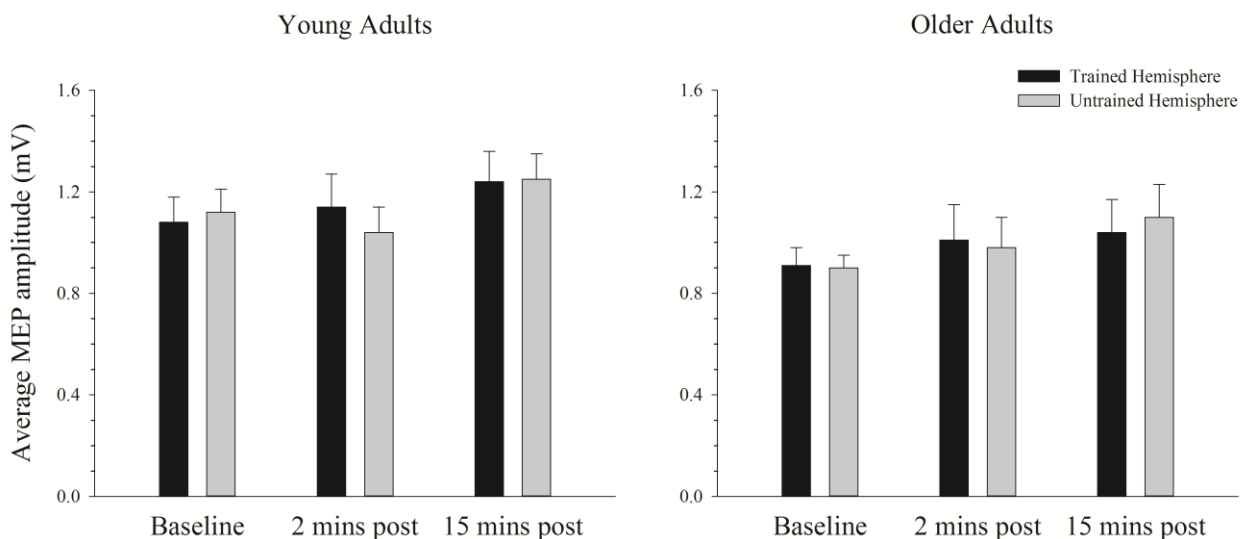 Young Adults
Older Adults
Trained Hemisphere
Untrained Hemisphere
Average MEP amplitude (mV)
1.6
1.2
0.8
0.4
0.0
Baseline
2 mins post
15 mins post
1.6
1.2
0.8
0.4
0.0
Baseline
2 mins post
15 mins post